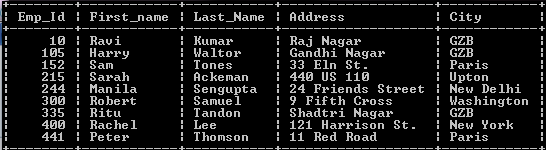 Emp_Id First_name Last_Name Address City
10 Ravi Kumar Raj Nagar GZB
105 Harry Waltor Gandhi Nagar GZB
152 Sam Tones 33 Eln St. Paris
215 Sarah Ackeman 440 US 110 Upton
244 Manila Sengupta 24 Friends Street New Delhi
300 Robert Samuel 9 Fifth Cross Washington
335 Ritu Tandon Shadtri Nagar GZB
400 Rachel Lee 121 Harrison St. New York
441 Peter Thomson 11 Red Road Paris